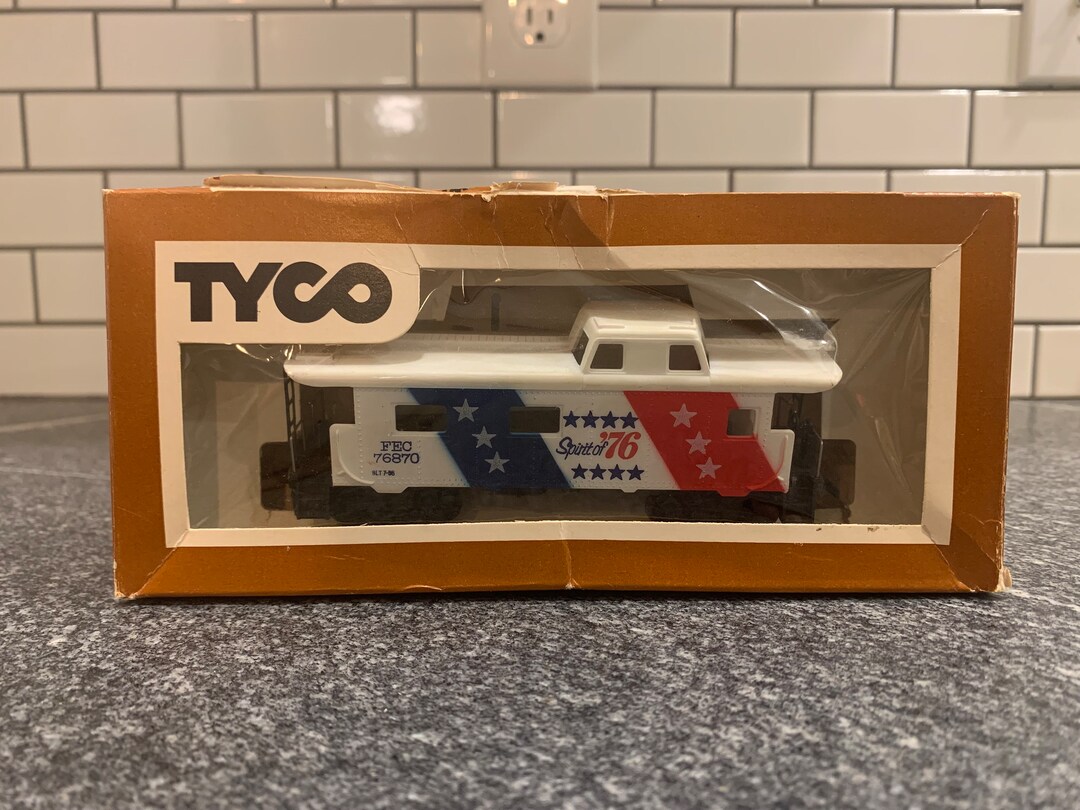 TYCO
FEC
76870
Spirit of '76